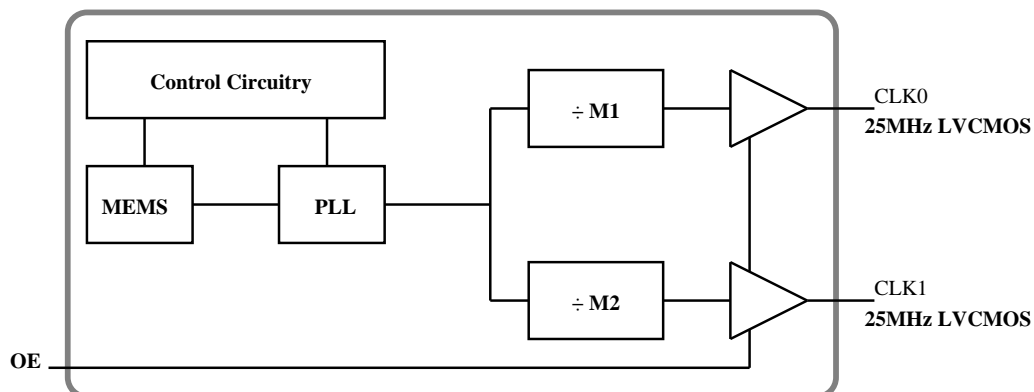 Control Circuitry
÷ M1
CLK0
25MHz LVCMOS
MEMS
PLL
÷ M2
CLK1
25MHz LVCMOS
OE